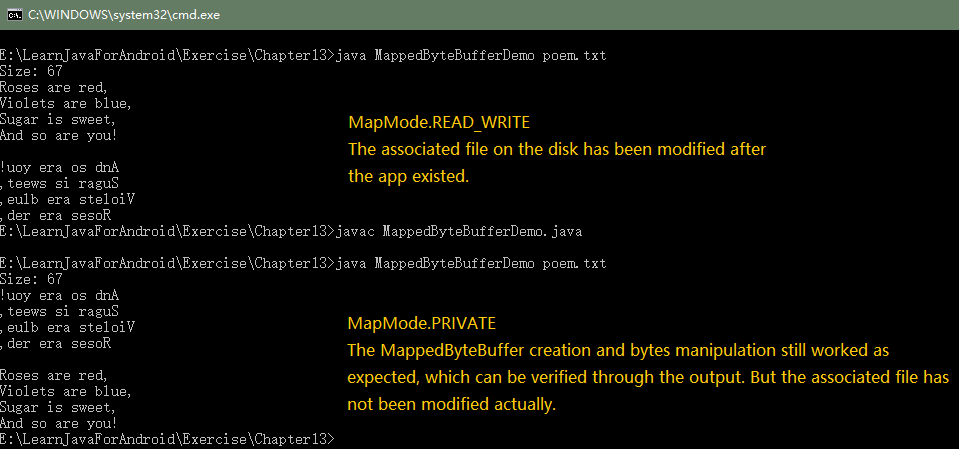 C:\WINDOWS\system32\cmd.exe
E:\LearnJavaForAndroid\Exercise\Chapter13>java MappedByteBufferDemo poem.txt
Size: 67
Roses are red,
Violets are blue,
Sugar is sweet,
And so are you!
!uoy era os dnA
,teews si raguS
,eulb era steloiV
,der era sesoR
MapMode.READ_WRITE
The associated file on the disk has been modified after
the app existed.
E:\LearnJavaForAndroid\Exercise\Chapter13>javac MappedByteBufferDemo.java
E:\LearnJavaForAndroid\Exercise\Chapter13>java MappedByteBufferDemo poem.txt
Size: 67
!uoy era os dnA
,teews si raguS
,eulb era steloiV
,der era sesoR
Roses are red,
Violets are blue,
Sugar is sweet,
And so are you!
MapMode.PRIVATE
The MappedByteBuffer creation and bytes manipulation still worked as
expected, which can be verified through the output. But the associated file has
not been modified actually.
E:\LearnJavaForAndroid\Exercise\Chapter13>